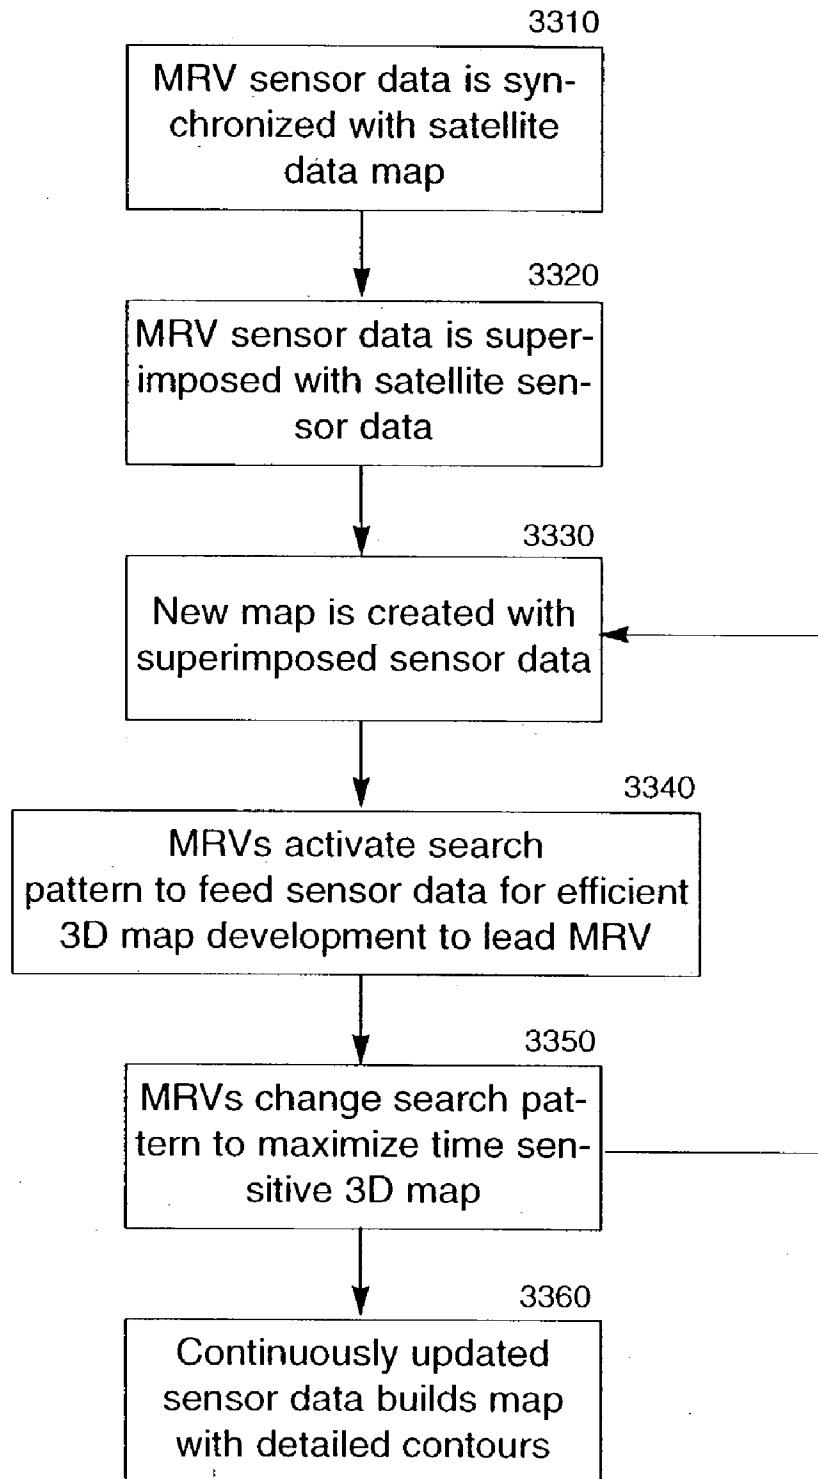 3310
MRV sensor data is syn-
chronized with satellite
data map
3320
MRV sensor data is super-
imposed with satellite sen-
sor data
3330
New map is created with
superimposed sensor data
3340
MRVs activate search
pattern to feed sensor data for efficient
3D map development to lead MRV
3350
MRVs change search pat-
tern to maximize time sen-
sitive 3D map
3360
Continuously updated
sensor data builds map
with detailed contours